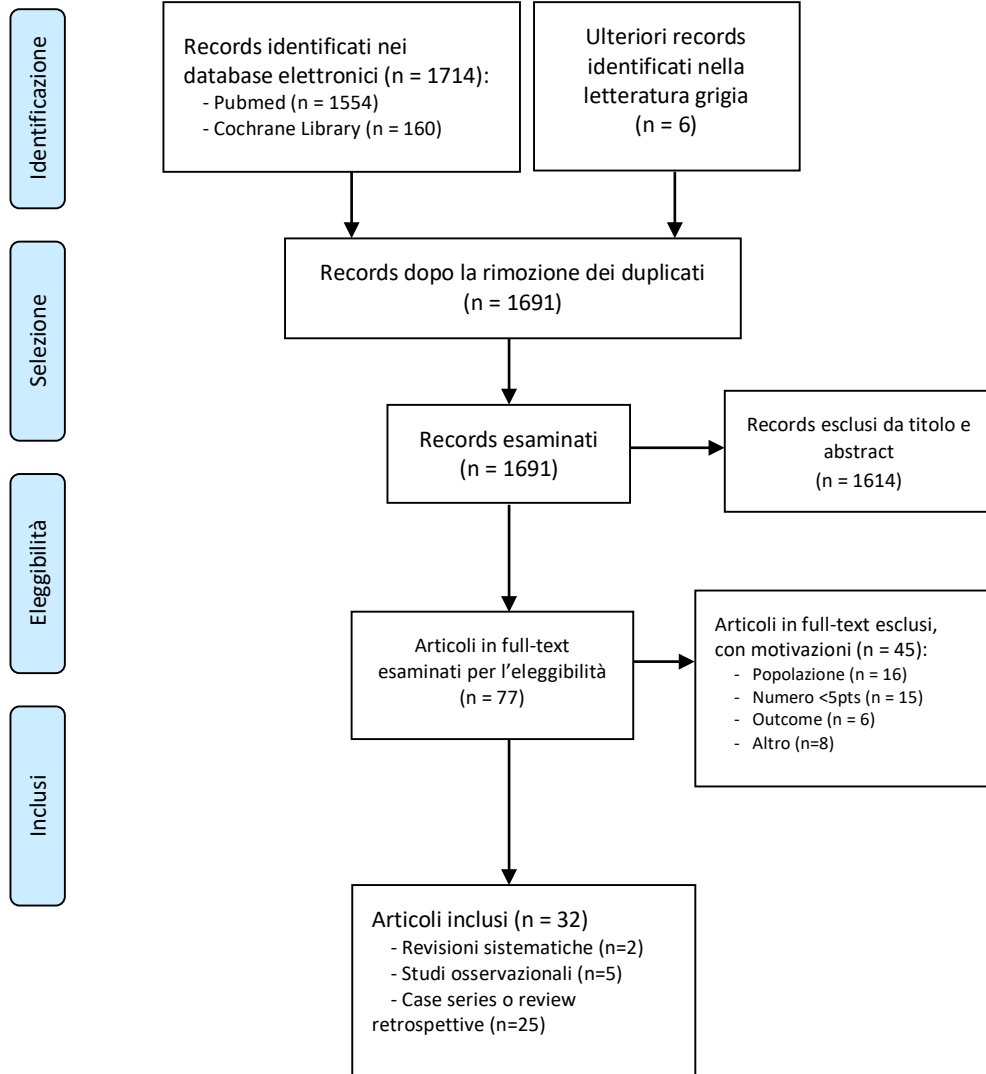 Identificazione
Records identificati nei
database elettronici (n = 1714):
- Pubmed (n = 1554)
- Cochrane Library (n = 160)
Ulteriori records
identificati nella
letteratura grigia
(n = 6)
Selezione
Records dopo la rimozione dei duplicati
(n = 1691)
Records esaminati
(n = 1691)
Records esclusi da titolo e
abstract
(n = 1614)
Eleggibilità
Articoli in full-text
esaminati per l’eleggibilità
(n = 77)
Articoli in full-text esclusi,
con motivazioni (n = 45):
- Popolazione (n = 16)
- Numero <5pts (n = 15)
- Outcome (n = 6)
- Altro (n=8)
Inclusi
Articoli inclusi (n = 32)
- Revisioni sistematiche (n=2)
- Studi osservazionali (n=5)
- Case series o review
retrospettive (n=25)